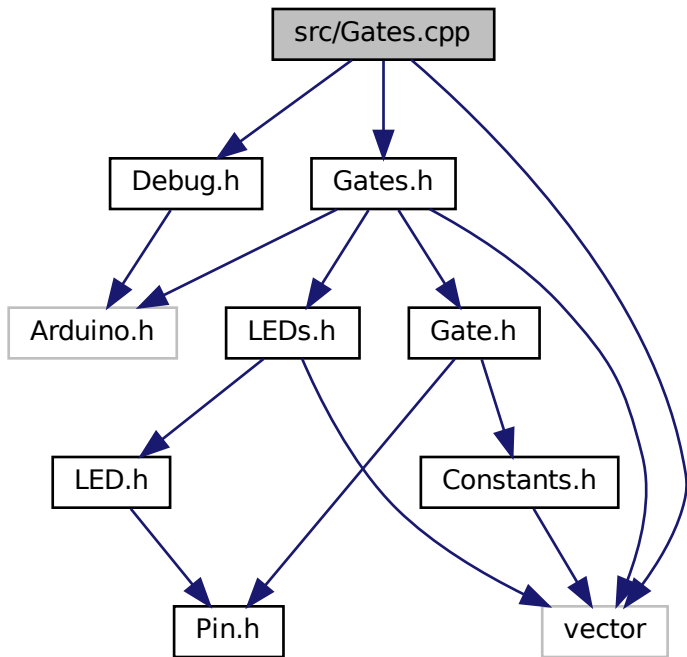 src/Gates.cpp
Debug.h
Gates.h
Arduino.h
LEDs.h
Gate.h
LED.h
Constants.h
Pin.h
vector